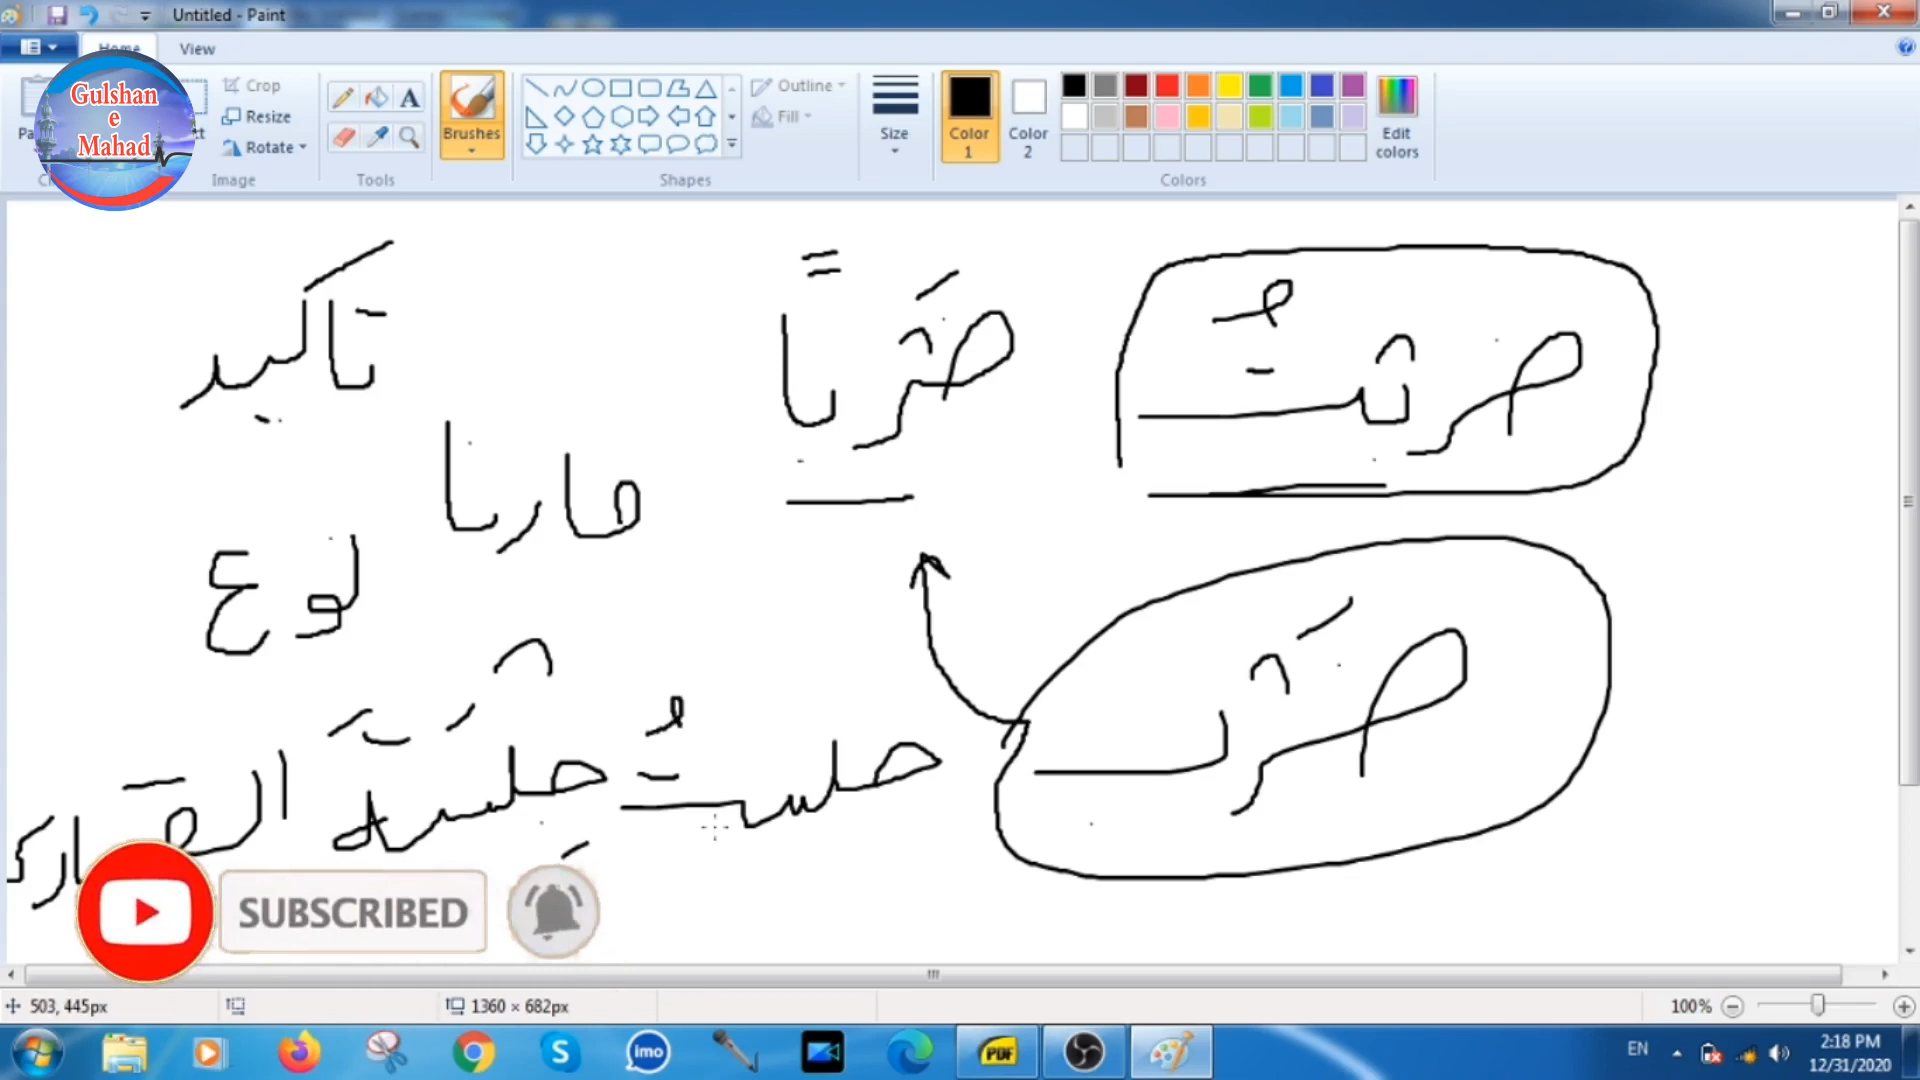 Untitled - Paint
Home View
Crop
Resize
Rotate
Brushes
Outline
Fill
Size
Color 1
Color 2
Edit colors
Image
Tools
Shapes
Colors
Gulshan
e
Mahad
ضَرْبًا
تاکید
مارنا
SUBSCRIBED
503, 445px
1360 × 682px
100%
imo
PDF
EN
2:18 PM
12/31/2020